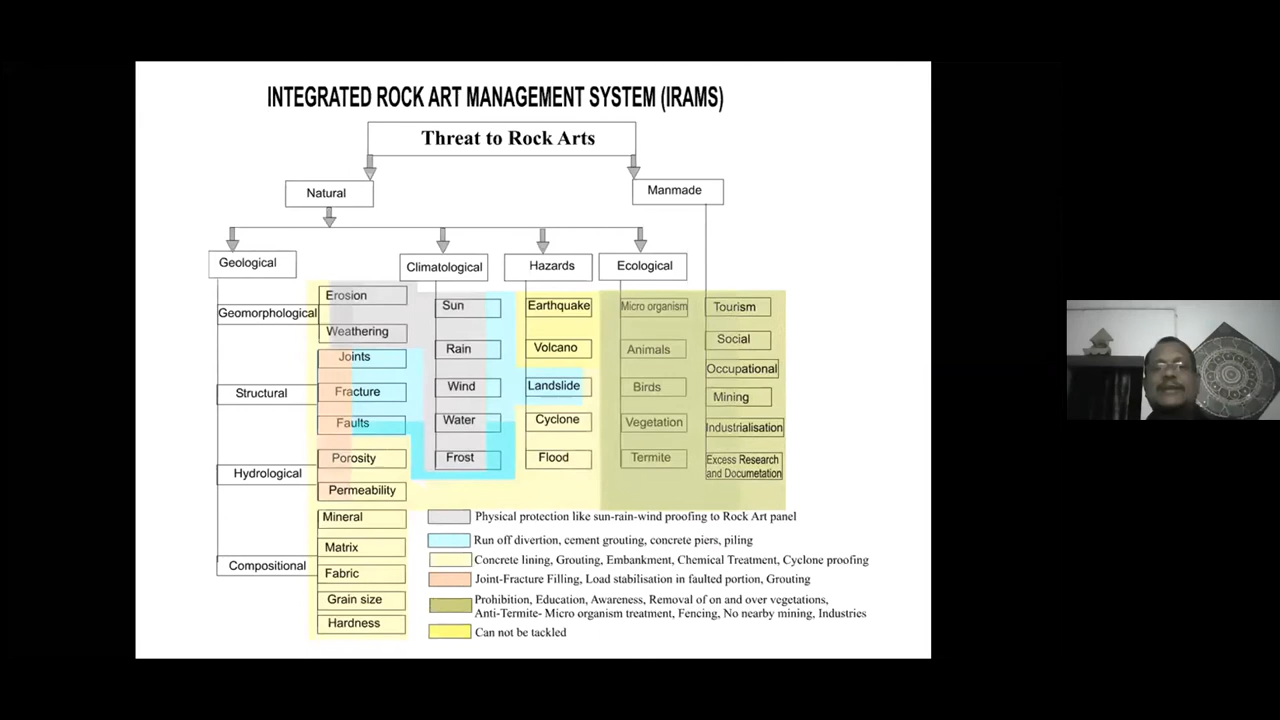 INTEGRATED ROCK ART MANAGEMENT SYSTEM (IRAMS)
Threat to Rock Arts
Natural
Manmade
Geological
Climatological
Hazards
Ecological
Geomorphological
Erosion
Weathering
Structural
Joints
Fracture
Faults
Hydrological
Porosity
Permeability
Compositional
Mineral
Matrix
Fabric
Grain size
Hardness
Sun
Rain
Wind
Water
Frost
Earthquake
Volcano
Landslide
Cyclone
Flood
Micro organism
Animals
Birds
Vegetation
Termite
Tourism
Social
Occupational
Mining
Industrialisation
Excess Research
and Documetation
Physical protection like sun-rain-wind proofing to Rock Art panel
Run off divertion, cement grouting, concrete piers, piling
Concrete lining, Grouting, Embankment, Chemical Treatment, Cyclone proofing
Joint-Fracture Filling, Load stabilisation in faulted portion, Grouting
Prohibition, Education, Awareness, Removal of on and over vegetations,
Anti-Termite- Micro organism treatment, Fencing, No nearby mining, Industries
Can not be tackled